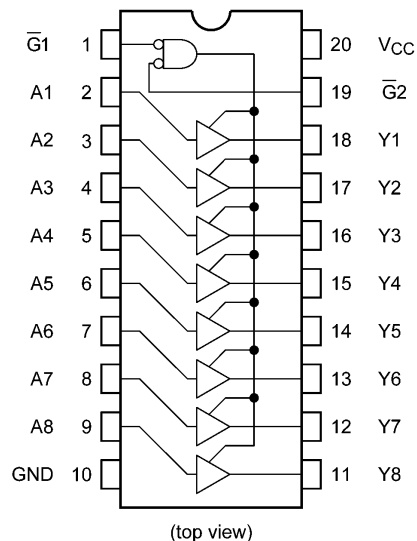 G̅1 1 20 VCC
A1 2 19 G̅2
A2 3 18 Y1
A3 4 17 Y2
A4 5 16 Y3
A5 6 15 Y4
A6 7 14 Y5
A7 8 13 Y6
A8 9 12 Y7
GND 10 11 Y8
(top view)